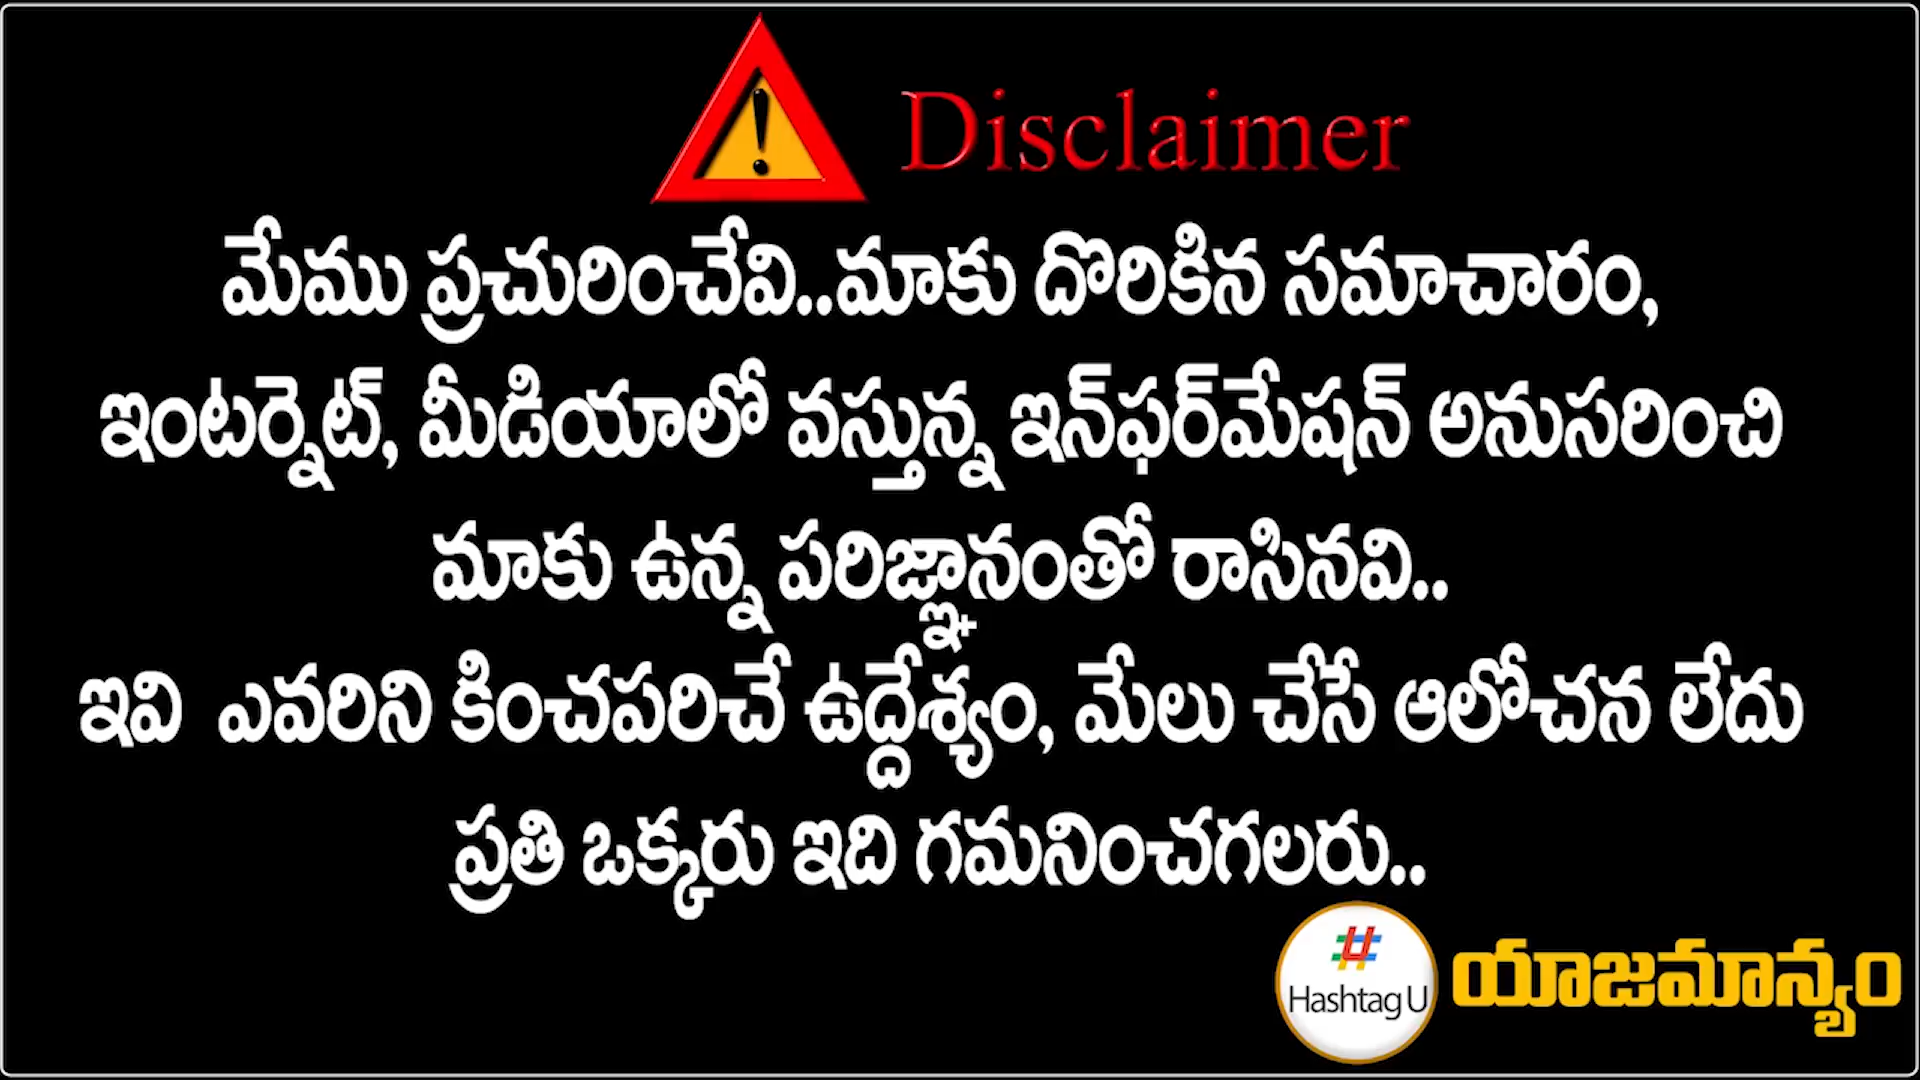 Disclaimer
మేము ప్రచురించేవి..మాకు దొరికిన సమాచారం,
ఇంటర్నెట్, మీడియాలో వస్తున్న ఇన్‌ఫర్‌మేషన్ అనుసరించి
మాకు ఉన్న పరిజ్ఞానంతో రాసినవి..
ఇవి ఎవరిని కించపరిచే ఉద్దేశ్యం, మేలు చేసే ఆలోచన లేదు
ప్రతి ఒక్కరు ఇది గమనించగలరు..
Hashtag U
యాజమాన్యం